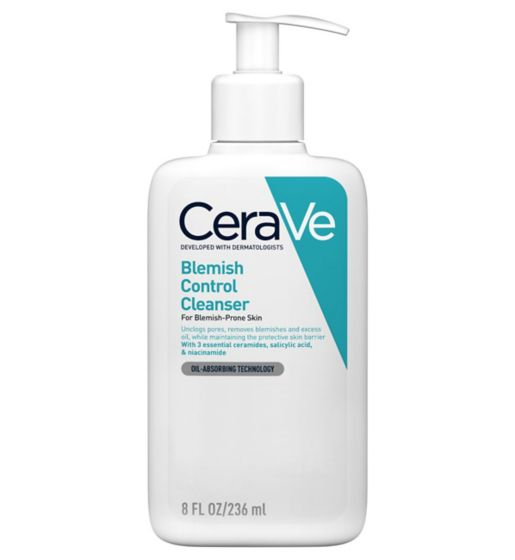 CeraVe
DEVELOPED WITH DERMATOLOGISTS
Blemish
Control
Cleanser
For Blemish-Prone Skin
Unclogs pores, removes blemishes and excess
oil, while maintaining the protective skin barrier
With 3 essential ceramides, salicylic acid,
& niacinamide
OIL-ABSORBING TECHNOLOGY
8 FL OZ/236 ml